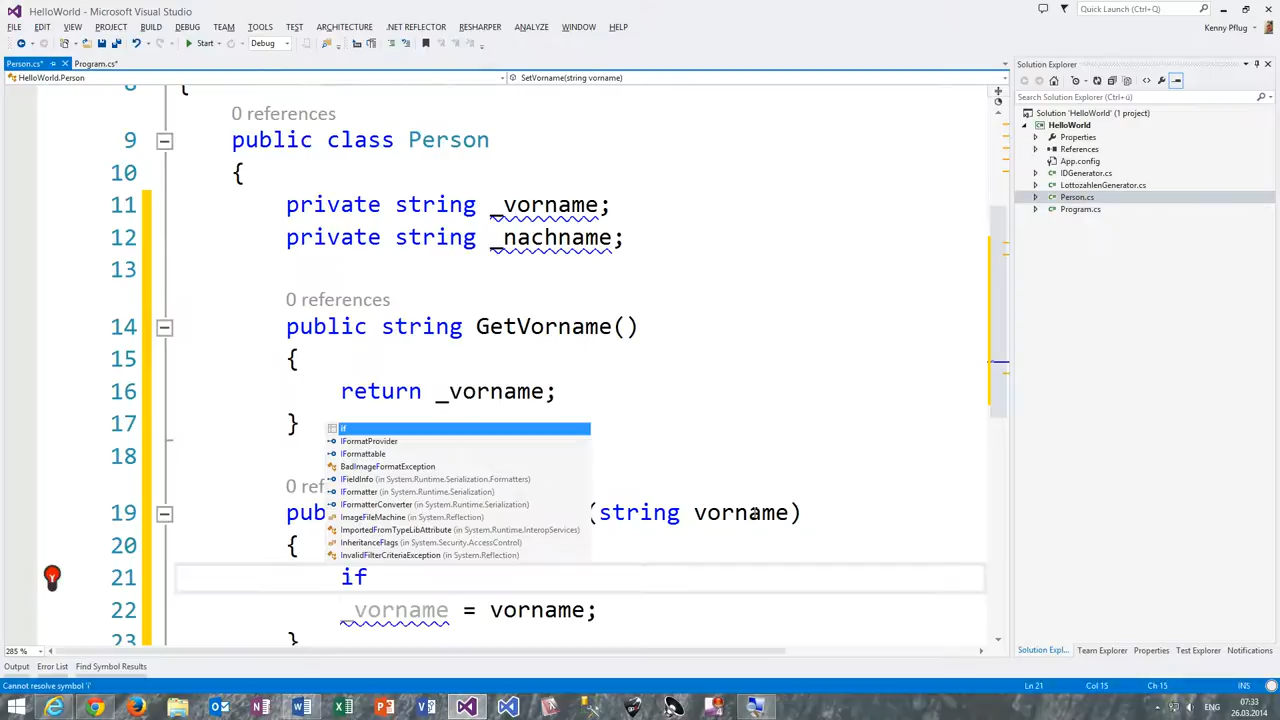 HelloWorld - Microsoft Visual Studio
Quick Launch (Ctrl+Q)
FILE EDIT VIEW PROJECT BUILD DEBUG TEAM TOOLS TEST ARCHITECTURE .NET REFLECTOR RESHARPER ANALYZE WINDOW HELP
Kenny Pflug
Start Debug
Person.cs* Program.cs*
HelloWorld.Person SetVorname(string vorname)
8 {
0 references
9 public class Person
10 {
11 private string _vorname;
12 private string _nachname;
13
0 references
14 public string GetVorname()
15 {
16 return _vorname;
17 }
18
0 ref
19 pub (string vorname)
20 {
21 if
22 _vorname = vorname;
23 }
if
IFormatProvider
IFormattable
BadImageFormatException
IFieldInfo (in System.Runtime.Serialization.Formatters)
IFormatter (in System.Runtime.Serialization)
IFormatterConverter (in System.Runtime.Serialization)
ImageFileMachine (in System.Reflection)
ImportedFromTypeLibAttribute (in System.Runtime.InteropServices)
InheritanceFlags (in System.Security.AccessControl)
InvalidFilterCriteriaException (in System.Reflection)
Solution Explorer
Search Solution Explorer (Ctrl+ü)
Solution 'HelloWorld' (1 project)
HelloWorld
Properties
References
App.config
IDGenerator.cs
LottozahlenGenerator.cs
Person.cs
Program.cs
285 %
Solution Expl... Team Explorer Properties Test Explorer Notifications
Output Error List Find Symbol Results
Cannot resolve symbol 'i' Ln 21 Col 15 Ch 15 INS
ENG
07:33
26.03.2014